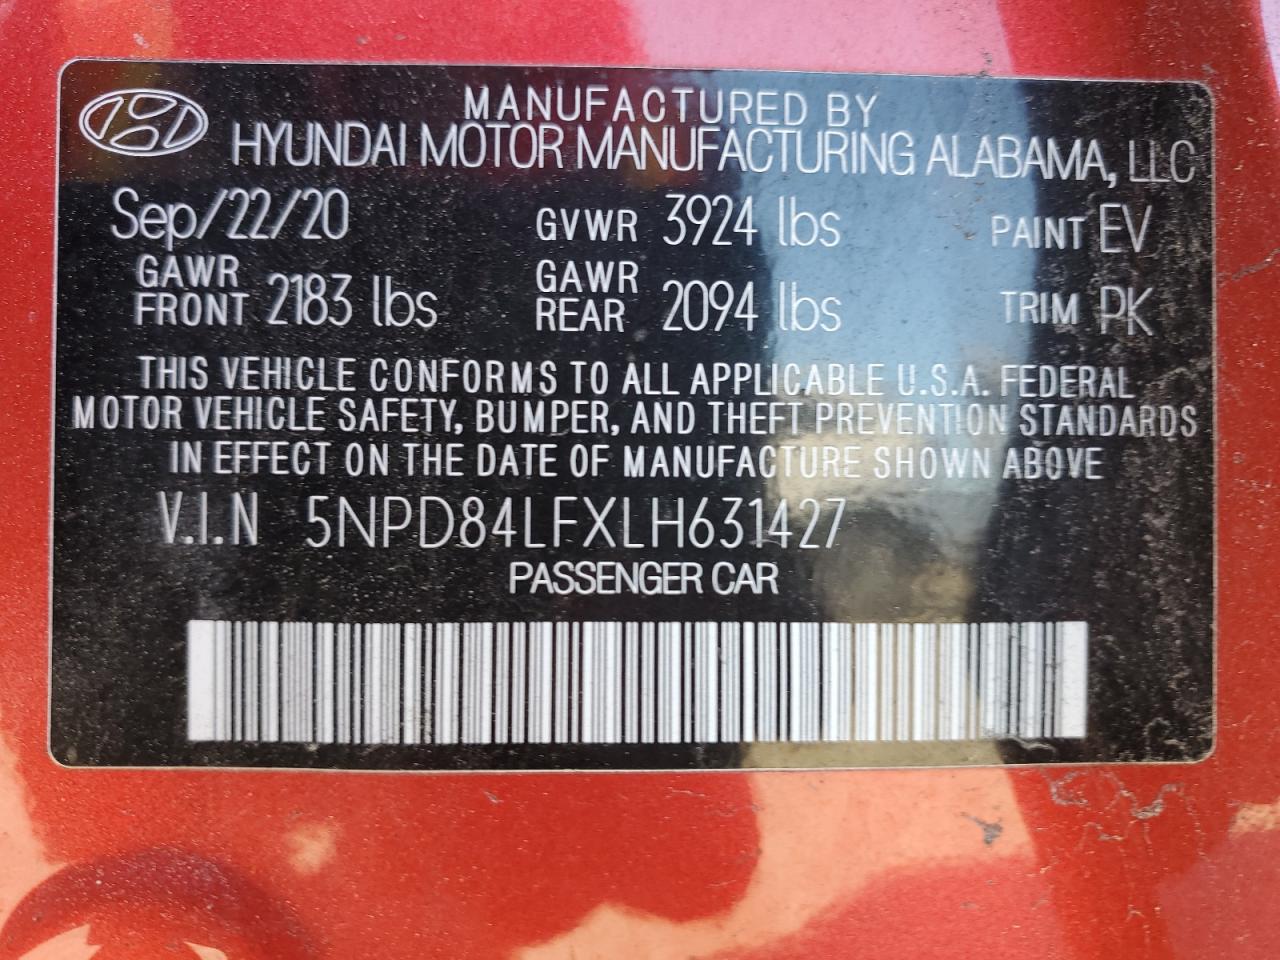 MANUFACTURED BY
HYUNDAI MOTOR MANUFACTURING ALABAMA, LLC
Sep/22/20 GVWR 3924 lbs PAINT EV
GAWR FRONT 2183 lbs GAWR REAR 2094 lbs TRIM PK
THIS VEHICLE CONFORMS TO ALL APPLICABLE U.S.A. FEDERAL
MOTOR VEHICLE SAFETY, BUMPER, AND THEFT PREVENTION STANDARDS
IN EFFECT ON THE DATE OF MANUFACTURE SHOWN ABOVE
V.I.N 5NPD84LFXLH631427
PASSENGER CAR